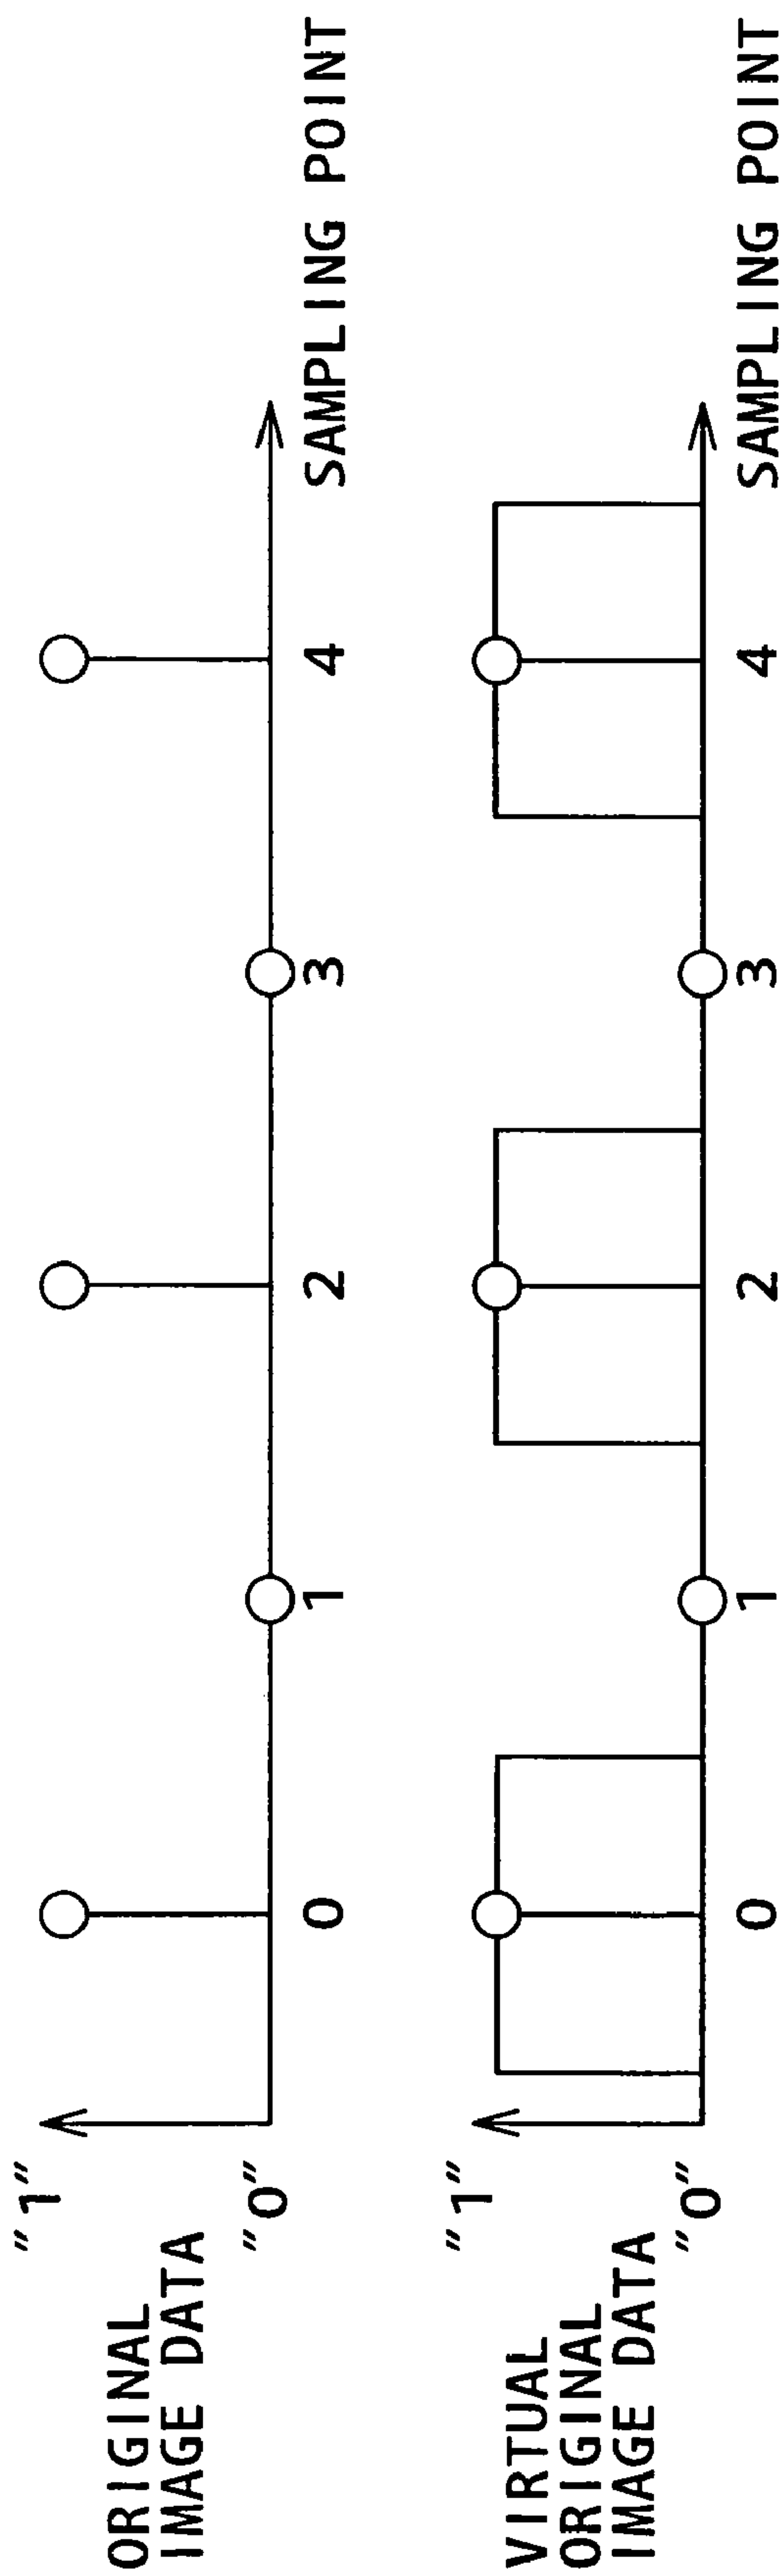 "1"
ORIGINAL
IMAGE DATA
"0"
0 1 2 3 4
SAMPLING POINT
"1"
VIRTUAL
ORIGINAL
IMAGE DATA
"0"
0 1 2 3 4
SAMPLING POINT